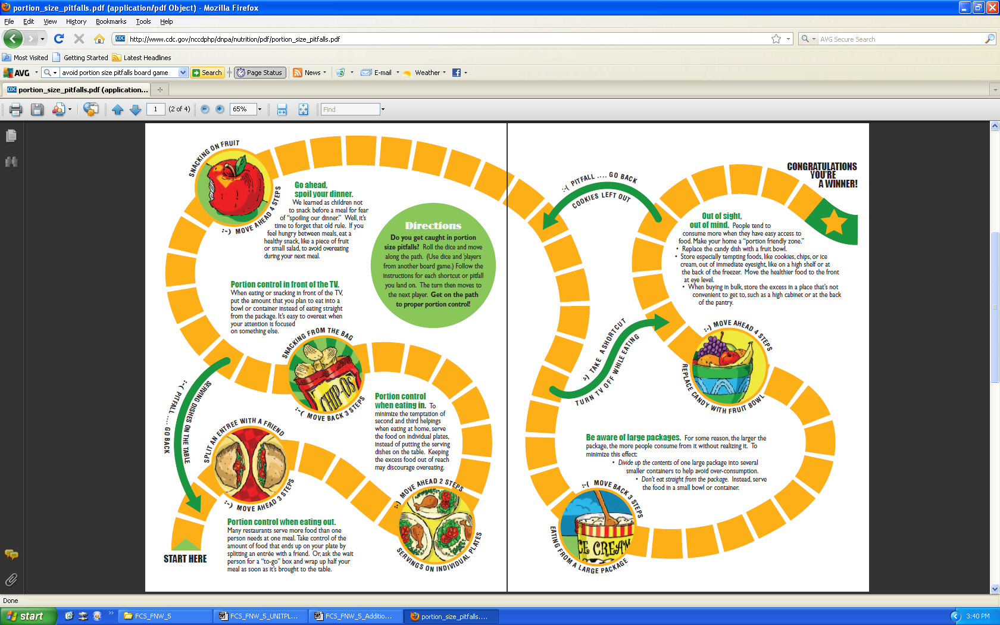 portion_size_pitfalls.pdf (application/pdf Object) - Mozilla Firefox
File Edit View History Bookmarks Tools Help
CDC http://www.cdc.gov/nccdphp/dnpa/nutrition/pdf/portion_size_pitfalls.pdf AVG Secure Search
Most Visited Getting Started Latest Headlines
AVG avoid portion size pitfalls board game Search Page Status News E-mail Weather
CDC portion_size_pitfalls.pdf (application...
1 (2 of 4) 65% Find
SNACKING ON FRUIT
:-) MOVE AHEAD 4 STEPS
Go ahead,
spoil your dinner.
We learned as children not
to snack before a meal for fear
of “spoiling our dinner.” Well, it's
time to forget that old rule. If you
feel hungry between meals, eat a
healthy snack, like a piece of fruit
or small salad, to avoid overeating
during your next meal.
Directions
Do you get caught in portion
size pitfalls? Roll the dice and move
along the path. (Use dice and players
from another board game.) Follow the
instructions for each shortcut or pitfall
you land on. The turn then moves to
the next player. Get on the path
to proper portion control!
Portion control in front of the TV.
When eating or snacking in front of the TV,
put the amount that you plan to eat into a
bowl or container instead of eating straight
from the package. It's easy to overeat when
your attention is focused
on something else.
SNACKING FROM THE BAG
CHIP-OS
:-( MOVE BACK 3 STEPS
:-( PITFALL .... GO BACK
SERVING DISHES ON THE TABLE
SPLIT AN ENTREE WITH A FRIEND
:-) MOVE AHEAD 3 STEPS
Portion control
when eating in. To
minimize the temptation of
second and third helpings
when eating at home, serve
the food on individual plates,
instead of putting the serving
dishes on the table. Keeping
the excess food out of reach
may discourage overeating.
:-) MOVE AHEAD 2 STEPS
SERVINGS ON INDIVIDUAL PLATES
Portion control when eating out.
Many restaurants serve more food than one
person needs at one meal. Take control of the
amount of food that ends up on your plate by
splitting an entrée with a friend. Or, ask the wait
person for a “to-go” box and wrap up half your
meal as soon as it's brought to the table.
START HERE
:-( PITFALL .... GO BACK
COOKIES LEFT OUT
CONGRATULATIONS
YOU'RE
A WINNER!
Out of sight,
out of mind. People tend to
consume more when they have easy access to
food. Make your home a “portion friendly zone.”
• Replace the candy dish with a fruit bowl.
• Store especially tempting foods, like cookies, chips, or ice
cream, out of immediate eyesight, like on a high shelf or at
the back of the freezer. Move the healthier food to the front
at eye level.
• When buying in bulk, store the excess in a place that's not
convenient to get to, such as a high cabinet or at the back
of the pantry.
:-) TAKE A SHORTCUT
TURN TV OFF WHILE EATING
:-) MOVE AHEAD 4 STEPS
REPLACE CANDY WITH FRUIT BOWL
Be aware of large packages. For some reason, the larger the
package, the more people consume from it without realizing it. To
minimize this effect:
• Divide up the contents of one large package into several
smaller containers to help avoid over-consumption.
• Don't eat straight from the package. Instead, serve
the food in a small bowl or container.
:-( MOVE BACK 3 STEPS
ICE CREAM
EATING FROM A LARGE PACKAGE
Done
start FCS_FNW_5 FCS_FNW_5_UNITPL... FCS_FNW_5_Additio... portion_size_pitfalls.... 3:40 PM